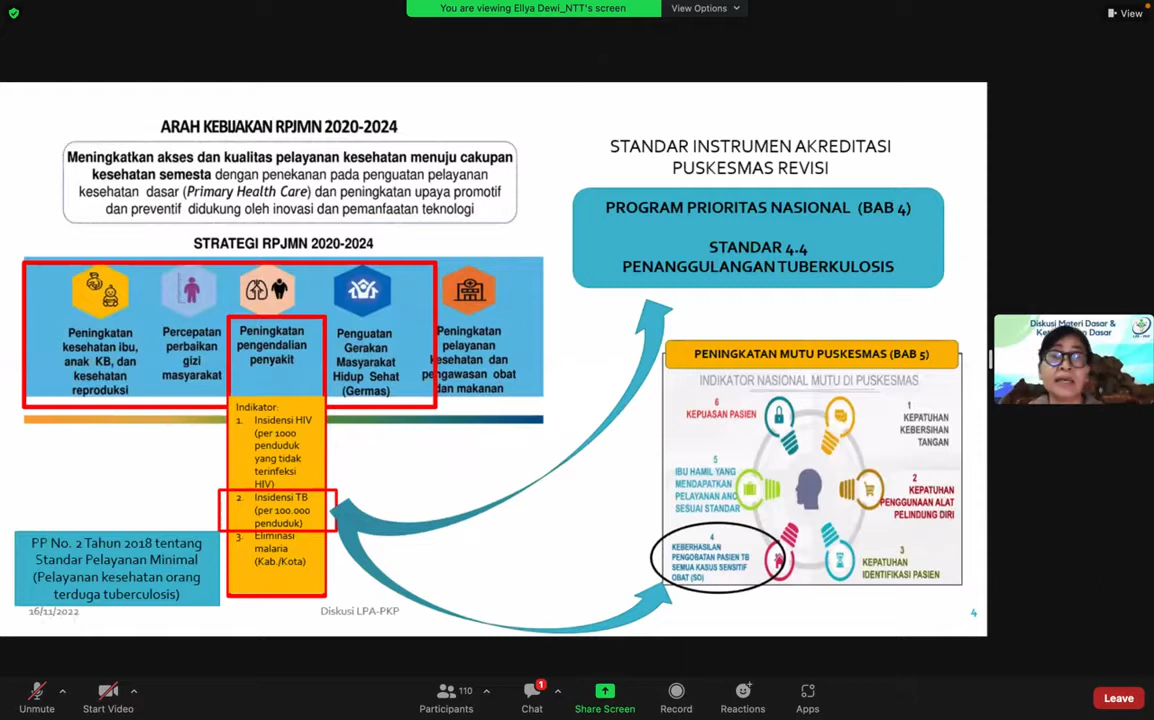 You are viewing Ellya Dewi_NTT's screen
View Options
View
ARAH KEBIJAKAN RPJMN 2020-2024
Meningkatkan akses dan kualitas pelayanan kesehatan menuju cakupan
kesehatan semesta dengan penekanan pada penguatan pelayanan
kesehatan dasar (Primary Health Care) dan peningkatan upaya promotif
dan preventif didukung oleh inovasi dan pemanfaatan teknologi
STRATEGI RPJMN 2020-2024
Peningkatan
kesehatan ibu,
anak KB, dan
kesehatan
reproduksi
Percepatan
perbaikan
gizi
masyarakat
Peningkatan
pengendalian
penyakit
Penguatan
Gerakan
Masyarakat
Hidup Sehat
(Germas)
Peningkatan
pelayanan
kesehatan dan
pengawasan obat
dan makanan
Indikator:
1. Insidensi HIV
(per 1000
penduduk
yang tidak
terinfeksi
HIV)
2. Insidensi TB
(per 100.000
penduduk)
3. Eliminasi
malaria
(Kab./Kota)
PP No. 2 Tahun 2018 tentang
Standar Pelayanan Minimal
(Pelayanan kesehatan orang
terduga tuberculosis)
16/11/2022
Diskusi LPA-PKP
4
STANDAR INSTRUMEN AKREDITASI
PUSKESMAS REVISI
PROGRAM PRIORITAS NASIONAL (BAB 4)
STANDAR 4.4
PENANGGULANGAN TUBERKULOSIS
PENINGKATAN MUTU PUSKESMAS (BAB 5)
INDIKATOR NASIONAL MUTU DI PUSKESMAS
6
KEPUASAN PASIEN
1
KEPATUHAN
KEBERSIHAN
TANGAN
5
IBU HAMIL YANG
MENDAPATKAN
PELAYANAN ANC
SESUAI STANDAR
2
KEPATUHAN
PENGGUNAAN ALAT
PELINDUNG DIRI
4
KEBERHASILAN
PENGOBATAN PASIEN TB
SEMUA KASUS SENSITIF
OBAT (SO)
3
KEPATUHAN
IDENTIFIKASI PASIEN
Diskusi Materi Dasar &
Dasar
Unmute
Start Video
110
Participants
1
Chat
Share Screen
Record
Reactions
Apps
Leave